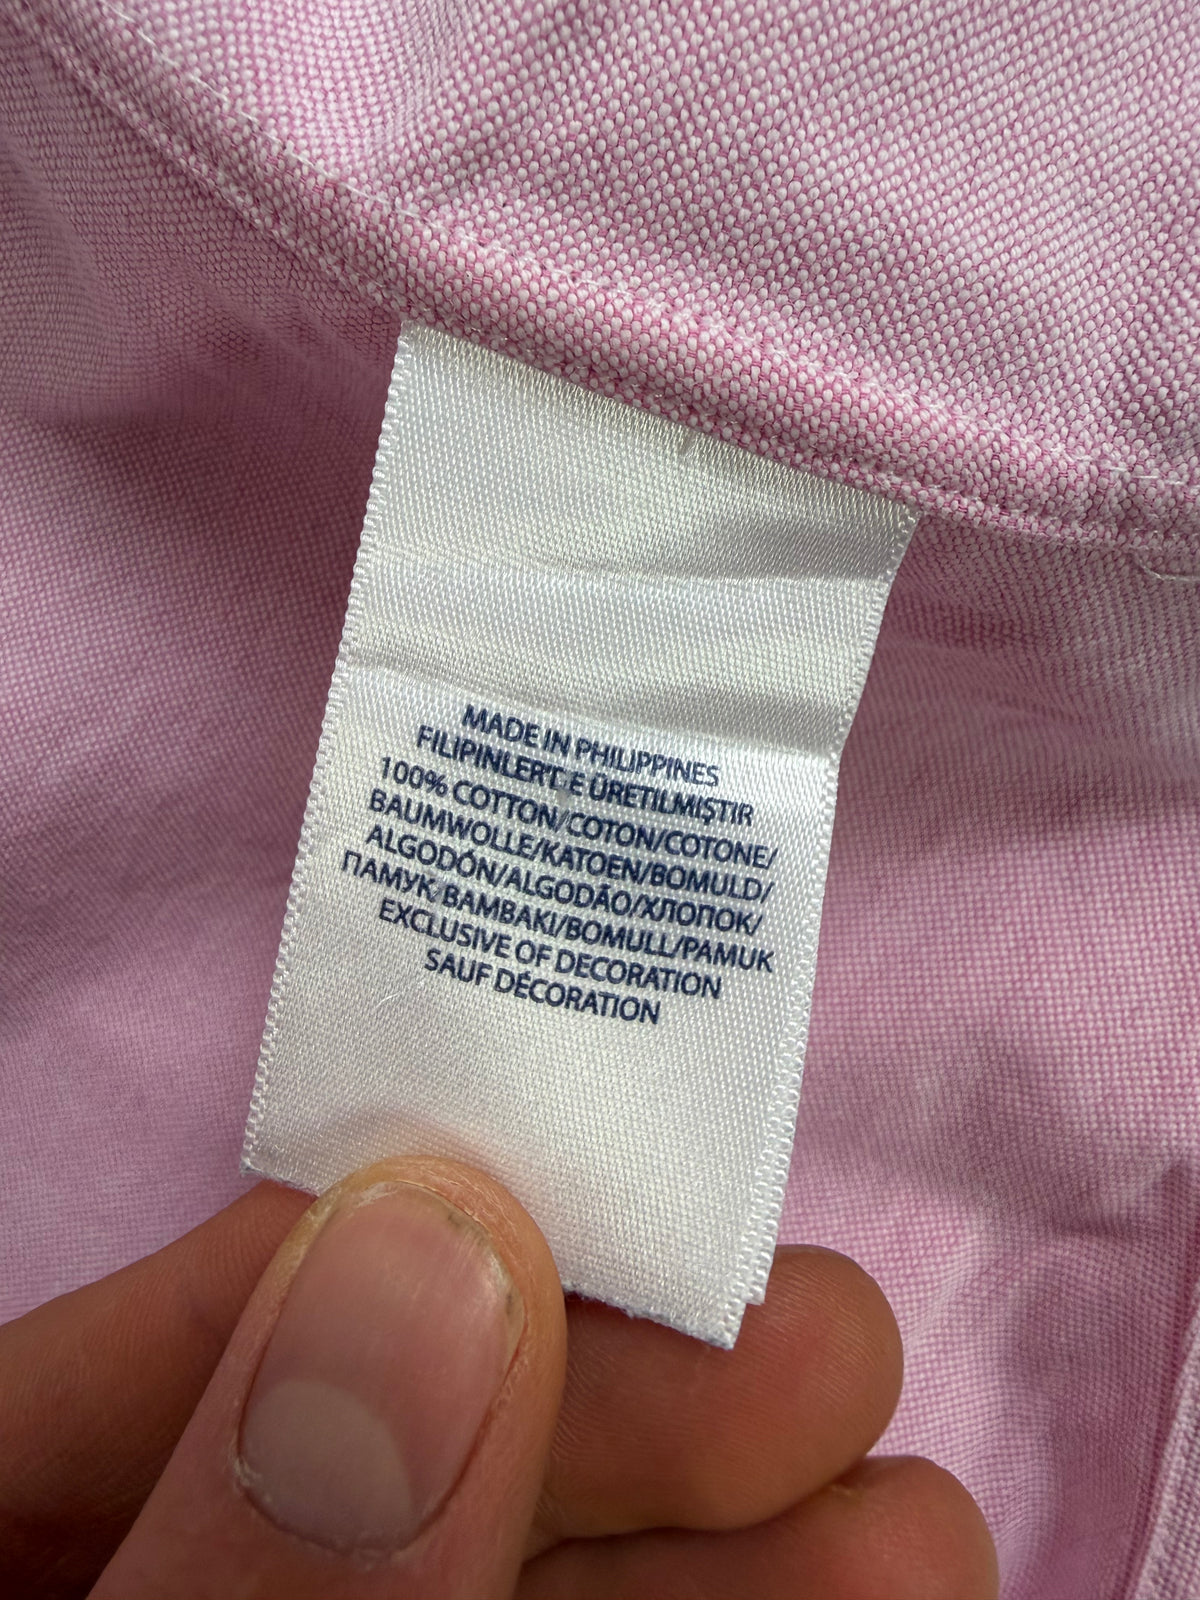 MADE IN PHILIPPINES
FILIPINLER'DE ÜRETILMIŞTIR
100% COTTON/COTON/COTONE/
BAUMWOLLE/KATOEN/BOMULD/
ALGODÓN/ALGODÃO/ХЛОПОК/
ПАМУК/BAMBAKI/BOMULL/PAMUK
EXCLUSIVE OF DECORATION
SAUF DÉCORATION